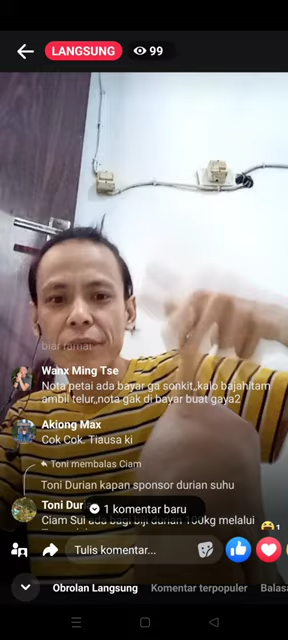 LANGSUNG 99
biar ramai
Wanx Ming Tse
Nota petai ada bayar ga sonkit,,kalo bajahitam
ambil telur,,nota gak di bayar buat gaya2
Akiong Max
Cok Cok. Tiausa ki
Toni membalas Ciam
Toni Durian kapan sponsor durian suhu
Toni Dur
1 komentar baru
Ciam Sui ada bagi biji durian 100kg melalui
1
Tulis komentar...
Obrolan Langsung Komentar terpopuler Balas